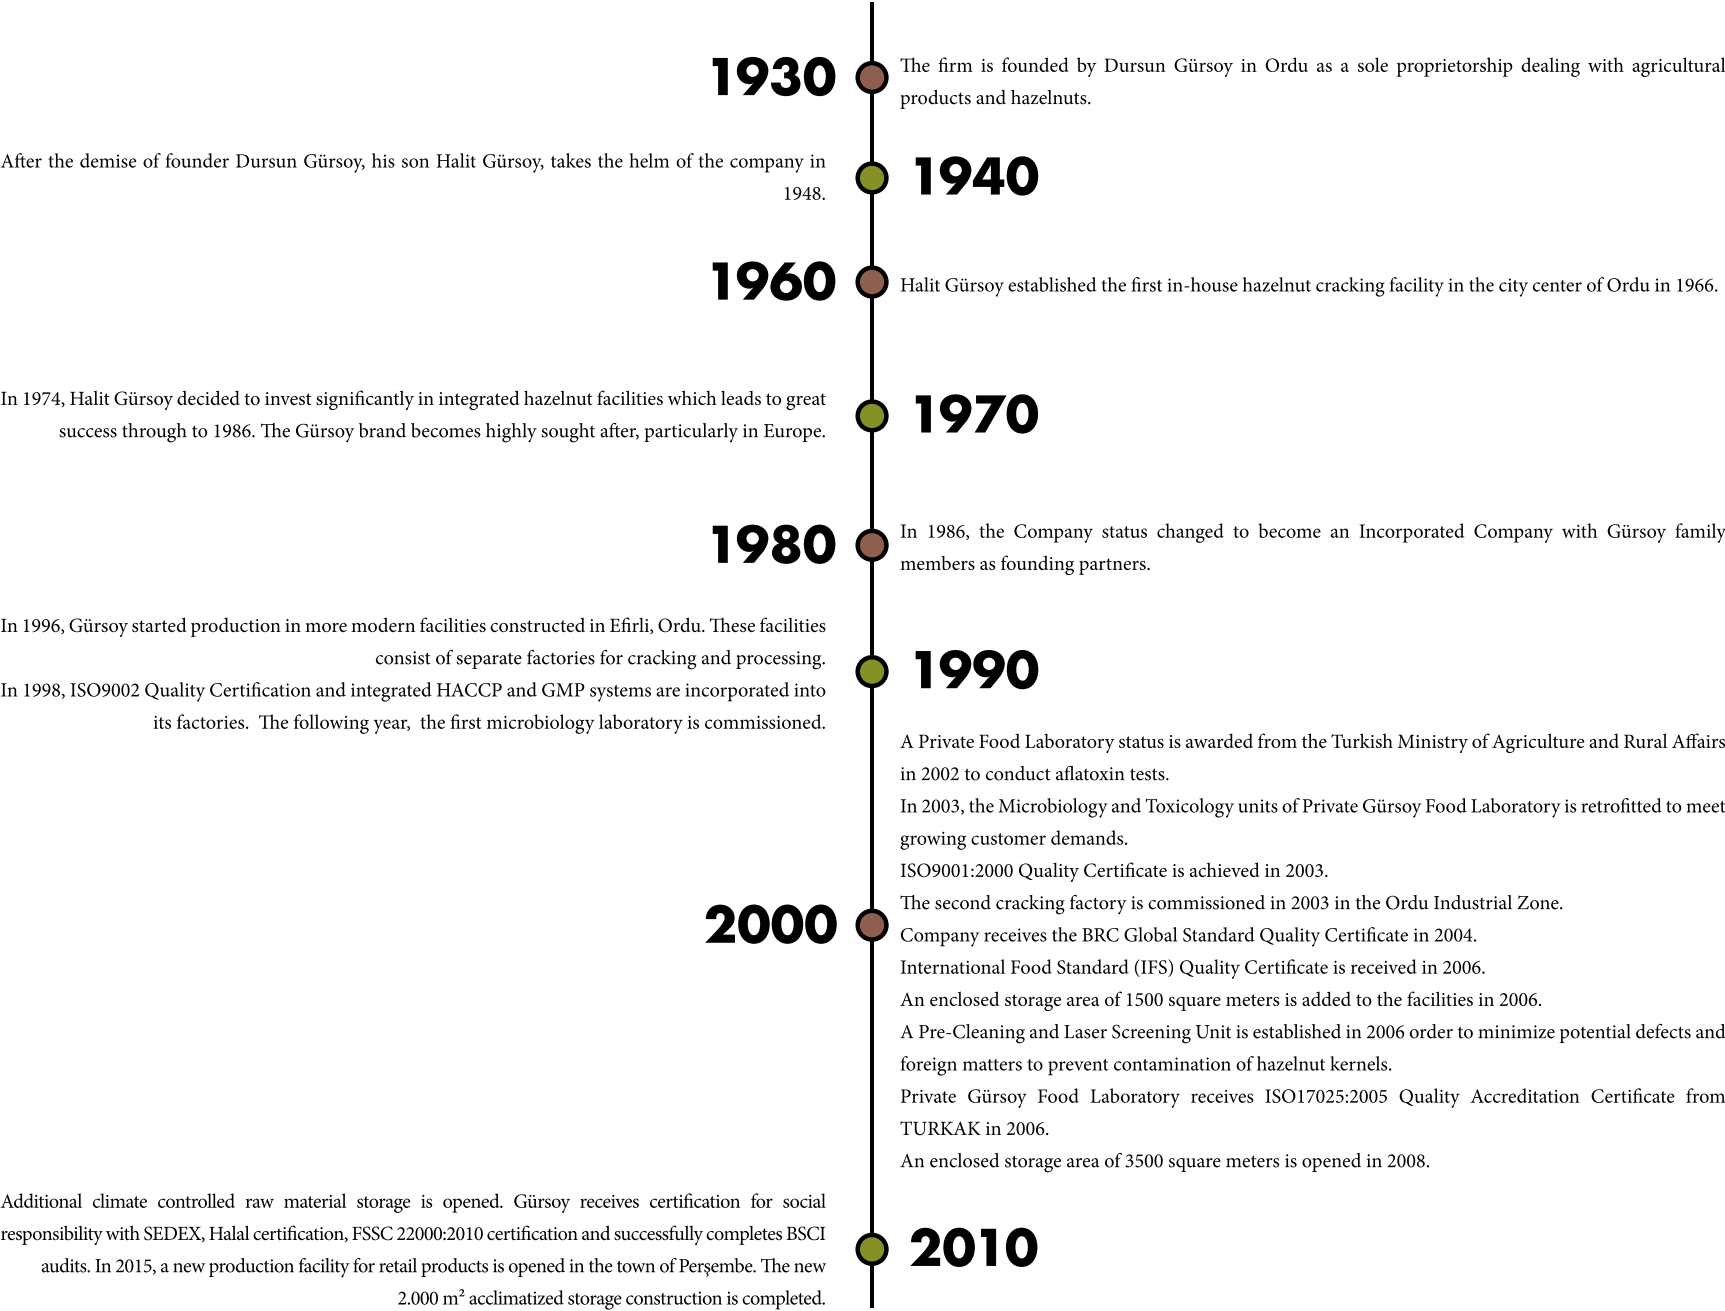 1930
The firm is founded by Dursun Gürsoy in Ordu as a sole proprietorship dealing with agricultural
products and hazelnuts.
After the demise of founder Dursun Gürsoy, his son Halit Gürsoy, takes the helm of the company in
1948.
1940
1960
Halit Gürsoy established the first in-house hazelnut cracking facility in the city center of Ordu in 1966.
In 1974, Halit Gürsoy decided to invest significantly in integrated hazelnut facilities which leads to great
success through to 1986. The Gürsoy brand becomes highly sought after, particularly in Europe.
1970
1980
In 1986, the Company status changed to become an Incorporated Company with Gürsoy family
members as founding partners.
In 1996, Gürsoy started production in more modern facilities constructed in Efirli, Ordu. These facilities
consist of separate factories for cracking and processing.
In 1998, ISO9002 Quality Certification and integrated HACCP and GMP systems are incorporated into
its factories. The following year, the first microbiology laboratory is commissioned.
1990
2000
A Private Food Laboratory status is awarded from the Turkish Ministry of Agriculture and Rural Affairs
in 2002 to conduct aflatoxin tests.
In 2003, the Microbiology and Toxicology units of Private Gürsoy Food Laboratory is retrofitted to meet
growing customer demands.
ISO9001:2000 Quality Certificate is achieved in 2003.
The second cracking factory is commissioned in 2003 in the Ordu Industrial Zone.
Company receives the BRC Global Standard Quality Certificate in 2004.
International Food Standard (IFS) Quality Certificate is received in 2006.
An enclosed storage area of 1500 square meters is added to the facilities in 2006.
A Pre-Cleaning and Laser Screening Unit is established in 2006 order to minimize potential defects and
foreign matters to prevent contamination of hazelnut kernels.
Private Gürsoy Food Laboratory receives ISO17025:2005 Quality Accreditation Certificate from
TURKAK in 2006.
An enclosed storage area of 3500 square meters is opened in 2008.
Additional climate controlled raw material storage is opened. Gürsoy receives certification for social
responsibility with SEDEX, Halal certification, FSSC 22000:2010 certification and successfully completes BSCI
audits. In 2015, a new production facility for retail products is opened in the town of Perşembe. The new
2.000 m² acclimatized storage construction is completed.
2010